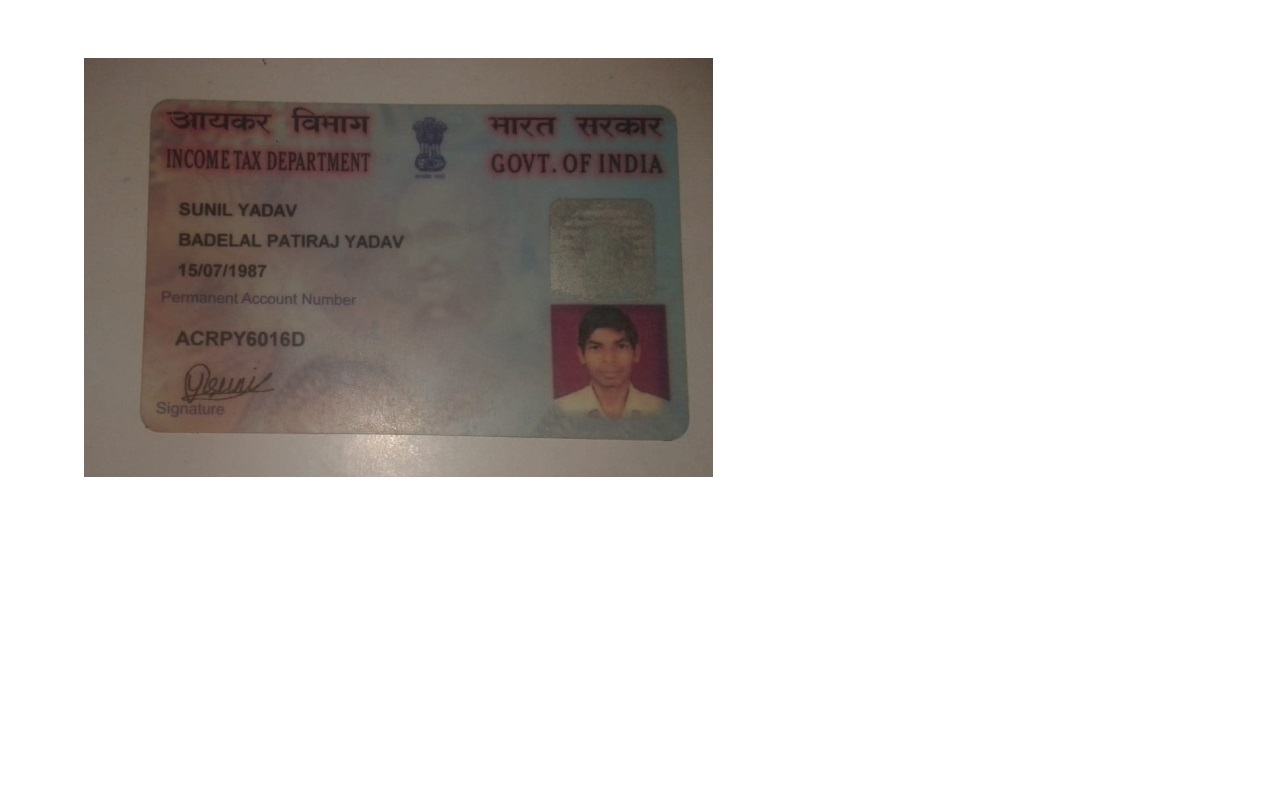 आयकर विभाग
भारत सरकार
INCOME TAX DEPARTMENT
GOVT. OF INDIA
SUNIL YADAV
BADELAL PATIRAJ YADAV
15/07/1987
Permanent Account Number
ACRPY6016D
Signature